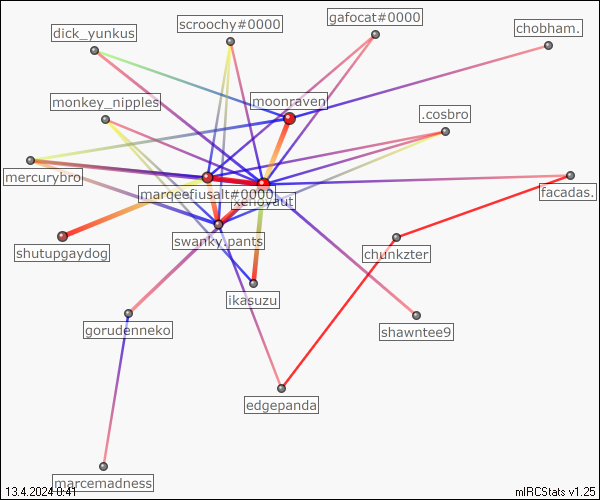 scroochy#0000
gafocat#0000
dick_yunkus
chobham.
monkey_nipples
moonraven
.cosbro
mercurybro
marqeefiusalt#0000
facadas.
swanky.pants
shutupgaydog
chunkzter
ikasuzu
gorudenneko
shawntee9
edgepanda
marcemadness
13.4.2024 0:41
mIRCStats v1.25